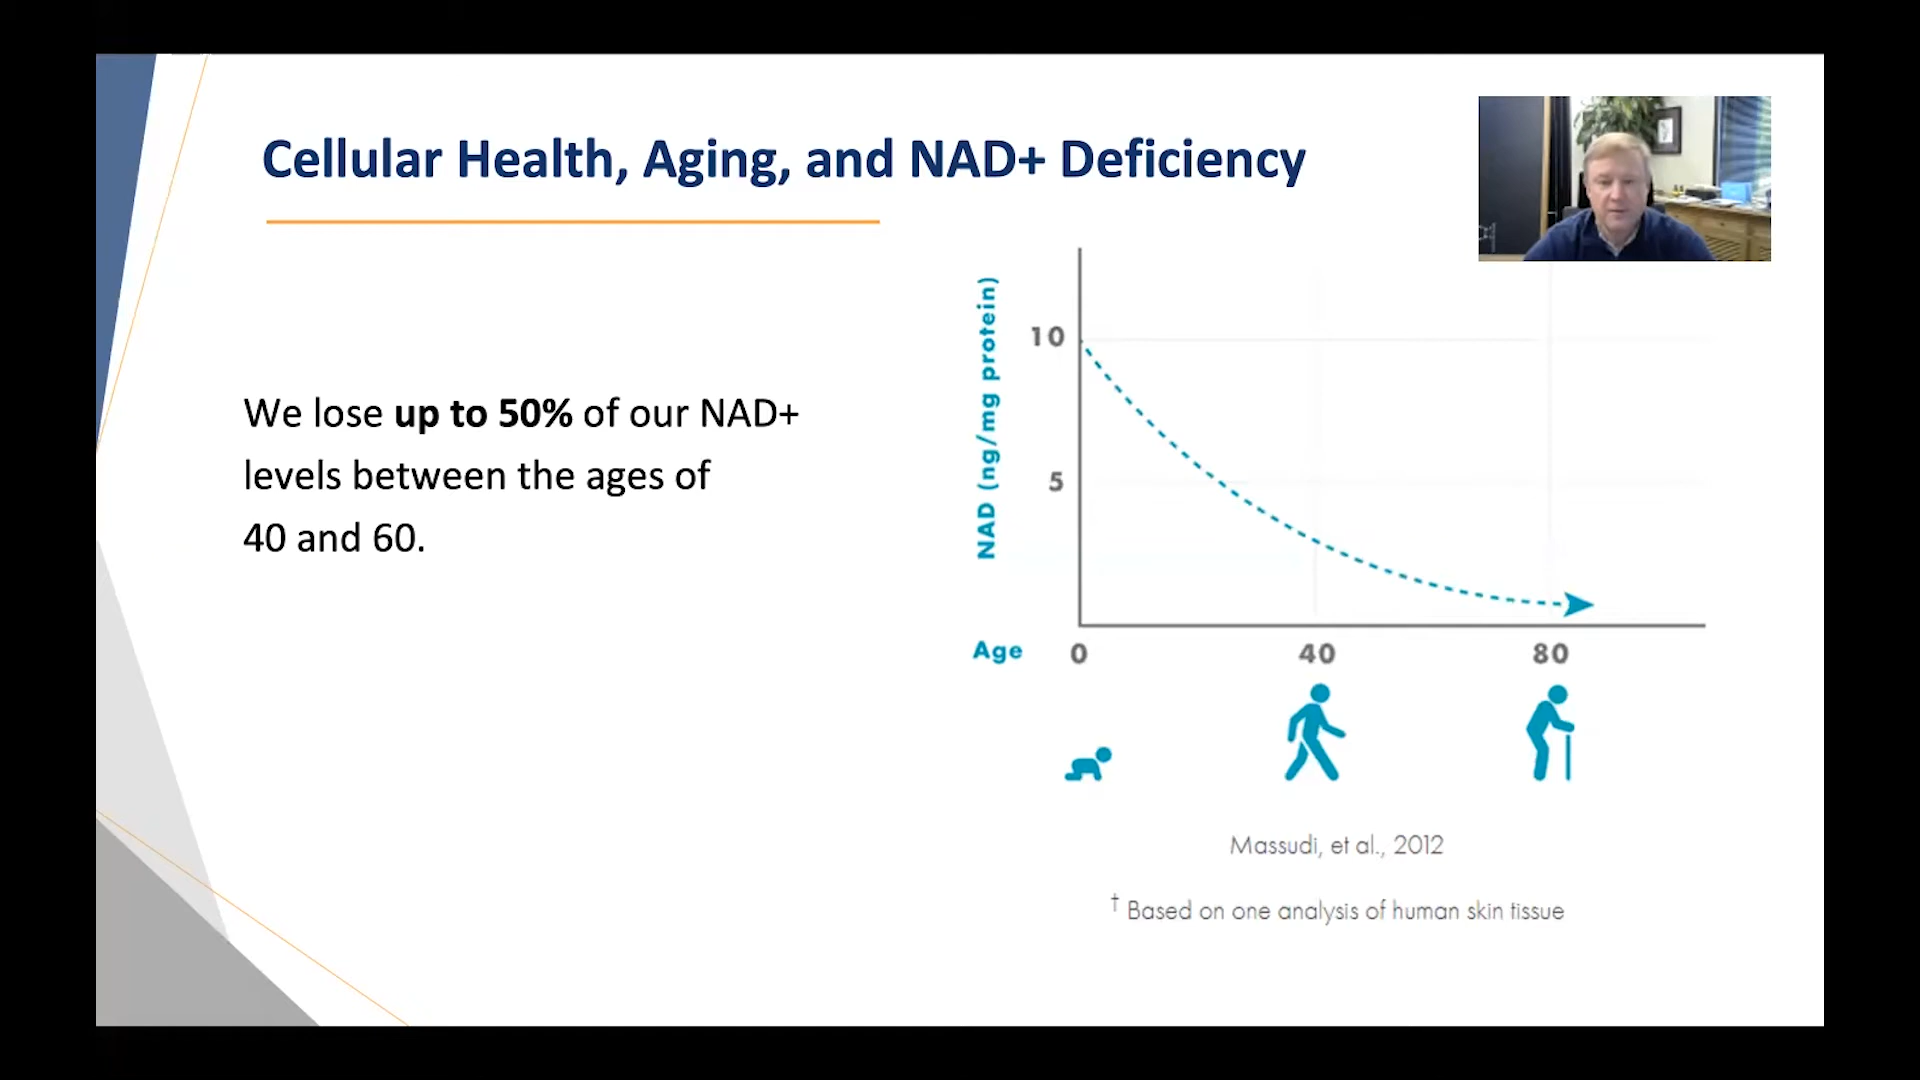 Cellular Health, Aging, and NAD+ Deficiency
We lose up to 50% of our NAD+
levels between the ages of
40 and 60.
NAD (ng/mg protein)
10
5
Age 0 40 80
Massudi, et al., 2012
† Based on one analysis of human skin tissue